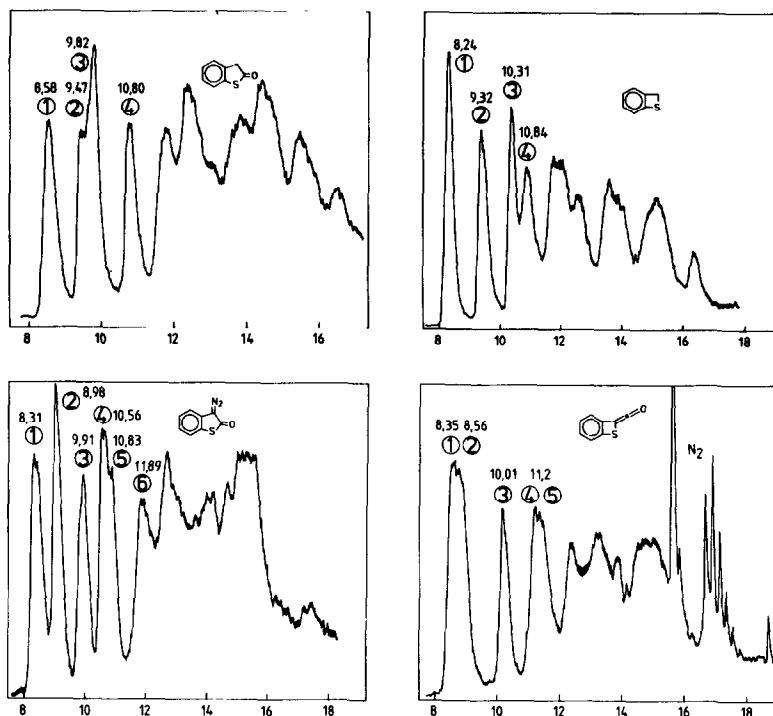 9,82
③
8,58 9,47 10,80
① ② ④
S O
8 10 12 14 16
8,24
①
10,31
9,32 ③
② 10,84
④
S
8 10 12 14 16 18
8,98
②
8,31 ④ 10,56
① 9,91 10,83
③ ⑤
11,89
⑥
N₂
S O
8 10 12 14 16 18
8,35 8,56
① ②
10,01 11,2
③ ④ ⑤
S O
N₂
8 10 12 14 16 18